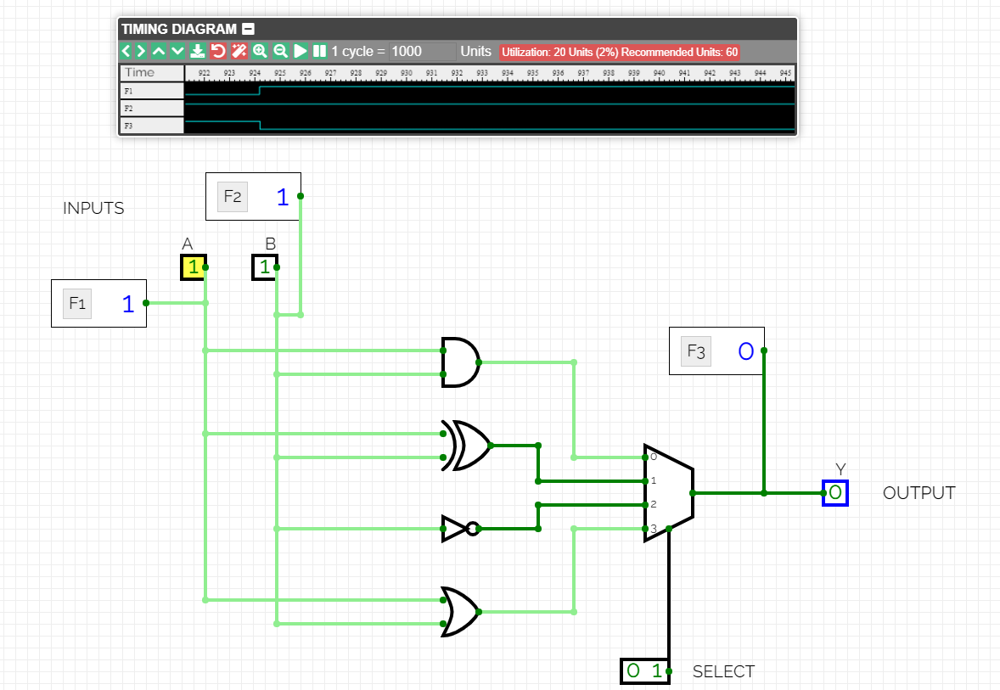 TIMING DIAGRAM
1 cycle = 1000 Units Utilization: 20 Units (2%) Recommended Units: 60
Time 922 923 924 925 926 927 928 929 930 931 932 933 934 935 936 937 938 939 940 941 942 943 944 945
F1
F2
F3
F2 1
INPUTS
A B
1 1
F1 1
F3 0
0
1
2
3
Y
0 OUTPUT
0 1 SELECT